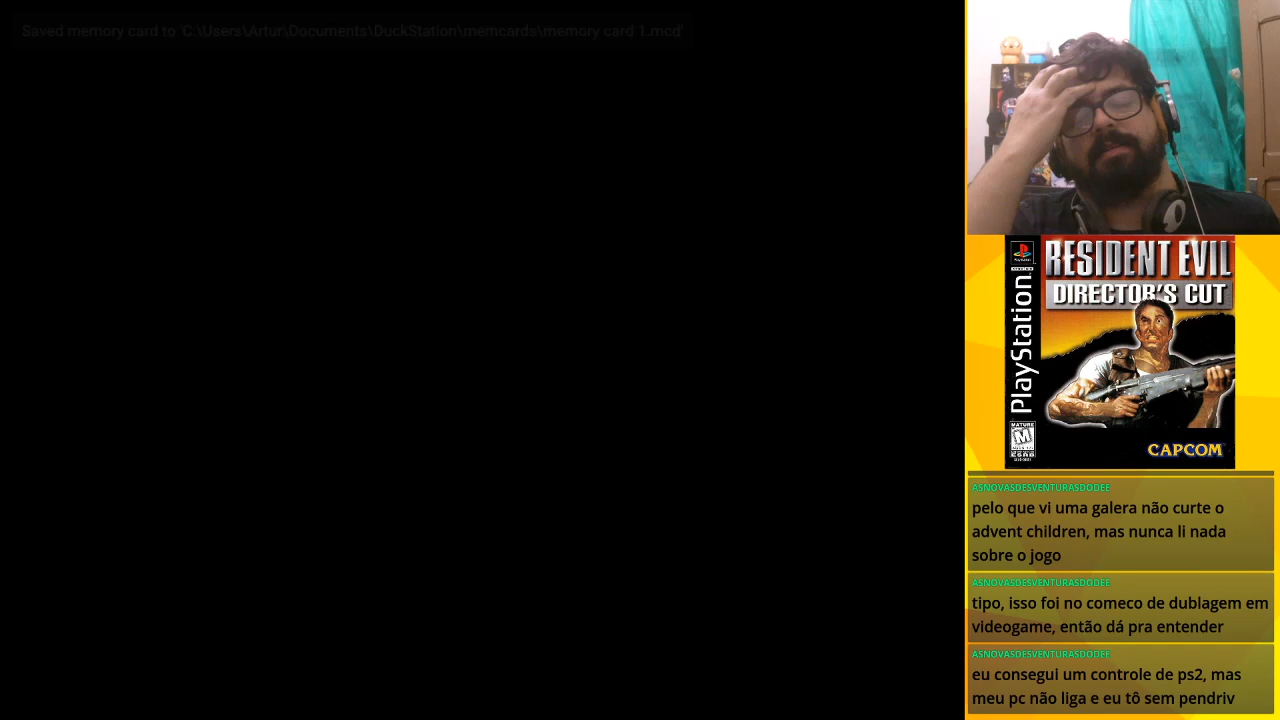 Saved memory card to 'C:\Users\Artur\Documents\DuckStation\memcards\memory card 1.mcd'
PlayStation
RESIDENT EVIL
DIRECTOR'S CUT
PlayStation
MATURE
M
ESRB
CAPCOM
ASNOVASDESVENTURASDODEE
pelo que vi uma galera não curte o
advent children, mas nunca li nada
sobre o jogo
ASNOVASDESVENTURASDODEE
tipo, isso foi no comeco de dublagem em
videogame, então dá pra entender
ASNOVASDESVENTURASDODEE
eu consegui um controle de ps2, mas
meu pc não liga e eu tô sem pendriv